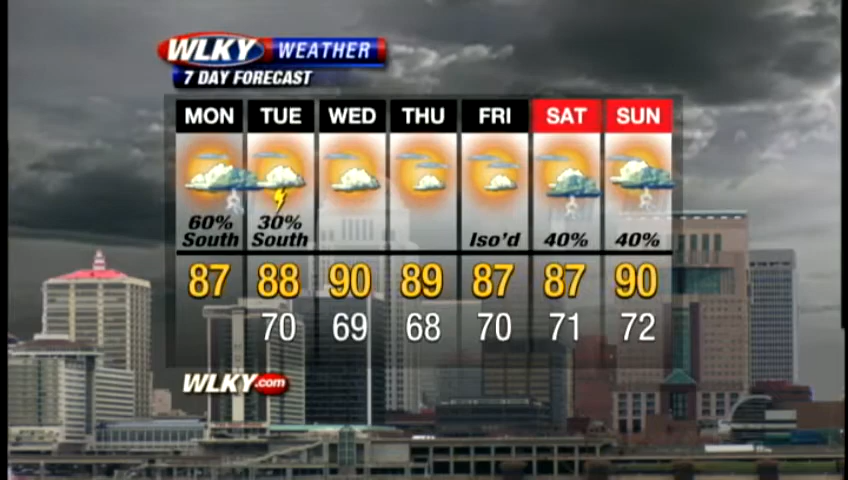 WLKY WEATHER
7 DAY FORECAST
MON TUE WED THU FRI SAT SUN
60% South 30% South Iso'd 40% 40%
87 88 90 89 87 87 90
70 69 68 70 71 72
WLKY.com